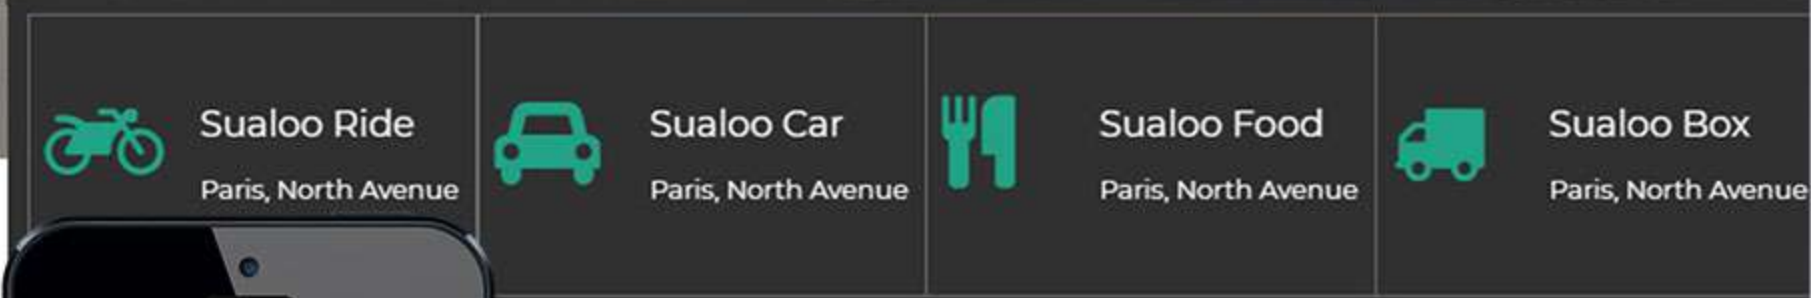 Sualoo Ride
Paris, North Avenue
Sualoo Car
Paris, North Avenue
Sualoo Food
Paris, North Avenue
Sualoo Box
Paris, North Avenue